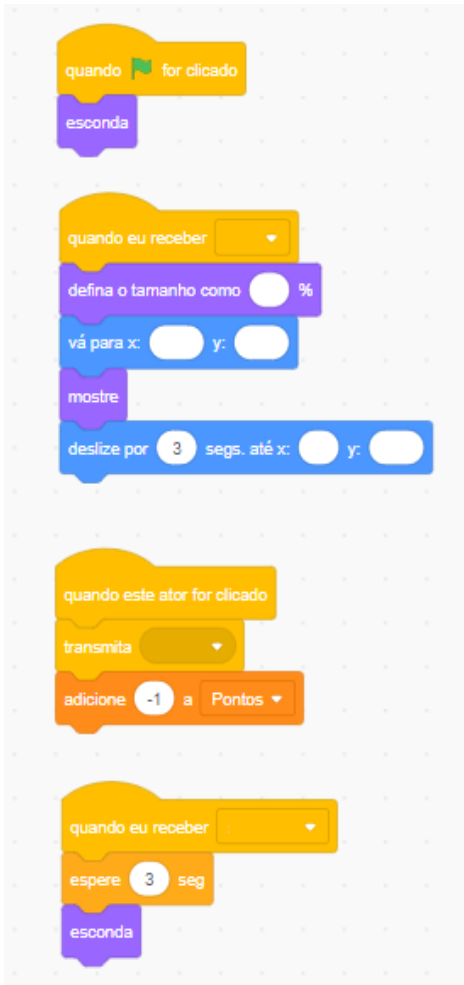 quando for clicado
esconda
quando eu receber
defina o tamanho como %
vá para x: y:
mostre
deslize por 3 segs. até x: y:
quando este ator for clicado
transmita
adicione -1 a Pontos
quando eu receber
espere 3 seg
esconda